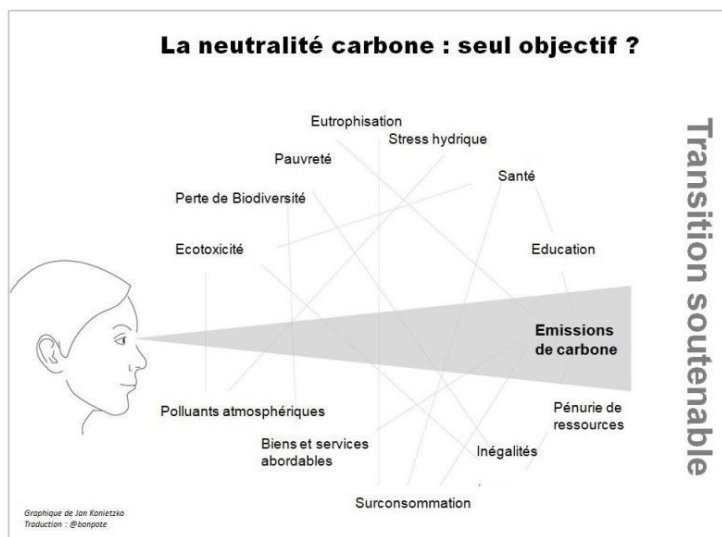 La neutralité carbone : seul objectif ?
Eutrophisation
Stress hydrique
Pauvreté
Santé
Perte de Biodiversité
Ecotoxicité
Education
Emissions
de carbone
Polluants atmosphériques
Pénurie de
ressources
Biens et services
abordables
Inégalités
Surconsommation
Transition soutenable
Graphique de Jan Konietzko
Traduction : @bonpote